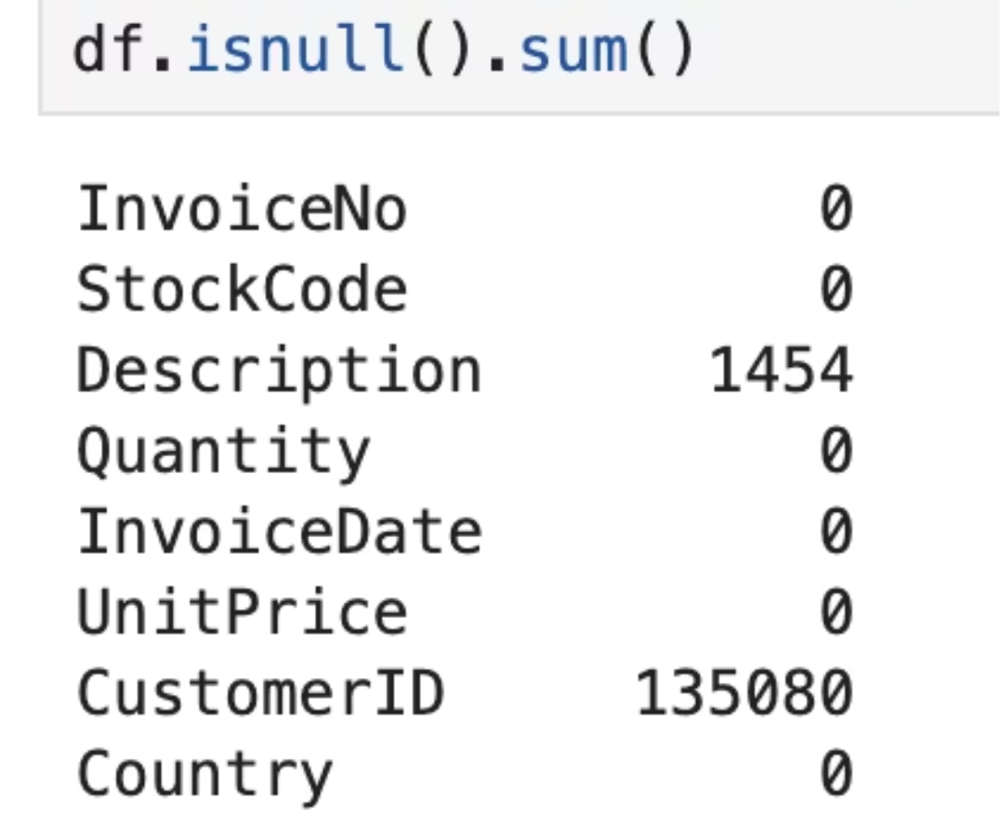 df.isnull().sum()
InvoiceNo 0
StockCode 0
Description 1454
Quantity 0
InvoiceDate 0
UnitPrice 0
CustomerID 135080
Country 0